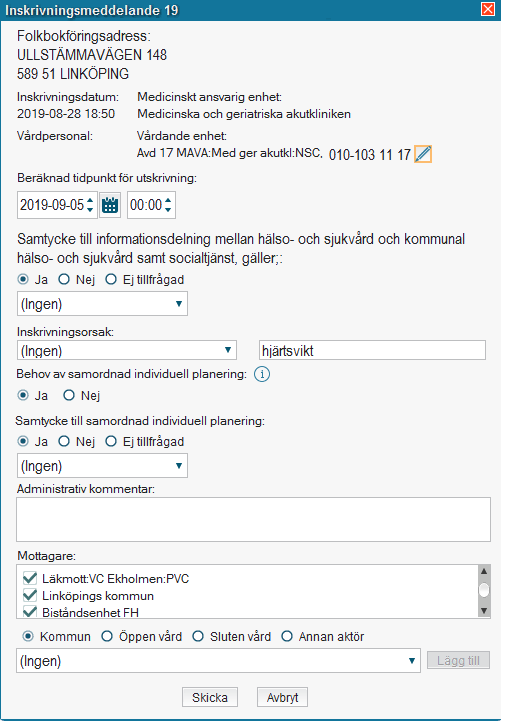 Inskrivningsmeddelande 19
Folkbokföringsadress:
ULLSTÄMMAVÄGEN 148
589 51 LINKÖPING
Inskrivningsdatum: Medicinskt ansvarig enhet:
2019-08-28 18:50 Medicinska och geriatriska akutkliniken
Vårdpersonal: Vårdande enhet:
Avd 17 MAVA:Med ger akutkl:NSC, 010-103 11 17
Beräknad tidpunkt för utskrivning:
2019-09-05 00:00
Samtycke till informationsdelning mellan hälso- och sjukvård och kommunal
hälso- och sjukvård samt socialtjänst, gäller;:
Ja Nej Ej tillfrågad
(Ingen)
Inskrivningsorsak:
(Ingen) hjärtsvikt
Behov av samordnad individuell planering: i
Ja Nej
Samtycke till samordnad individuell planering:
Ja Nej Ej tillfrågad
(Ingen)
Administrativ kommentar:
Mottagare:
Läkmott:VC Ekholmen:PVC
Linköpings kommun
Biståndsenhet FH
Kommun Öppen vård Sluten vård Annan aktör
(Ingen) Lägg till
Skicka Avbryt